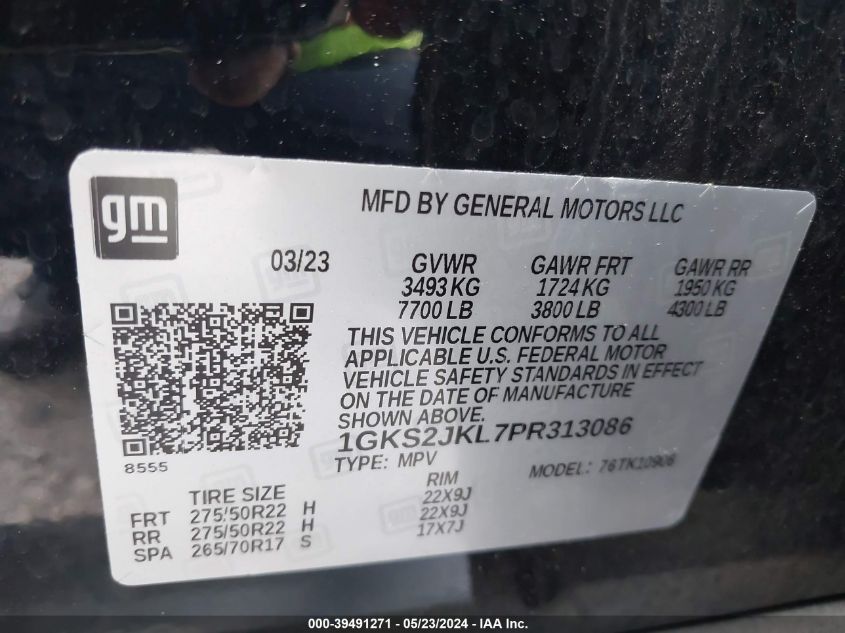 gm
MFD BY GENERAL MOTORS LLC
03/23 GVWR GAWR FRT GAWR RR
3493 KG 1724 KG 1950 KG
7700 LB 3800 LB 4300 LB
THIS VEHICLE CONFORMS TO ALL
APPLICABLE U.S. FEDERAL MOTOR
VEHICLE SAFETY STANDARDS IN EFFECT
ON THE DATE OF MANUFACTURE
SHOWN ABOVE.
1GKS2JKL7PR313086
8555
TYPE: MPV MODEL: 76TK10906
TIRE SIZE RIM
FRT 275/50R22 H 22X9J
RR 275/50R22 H 22X9J
SPA 265/70R17 S 17X7J
000-39491271 - 05/23/2024 - IAA Inc.